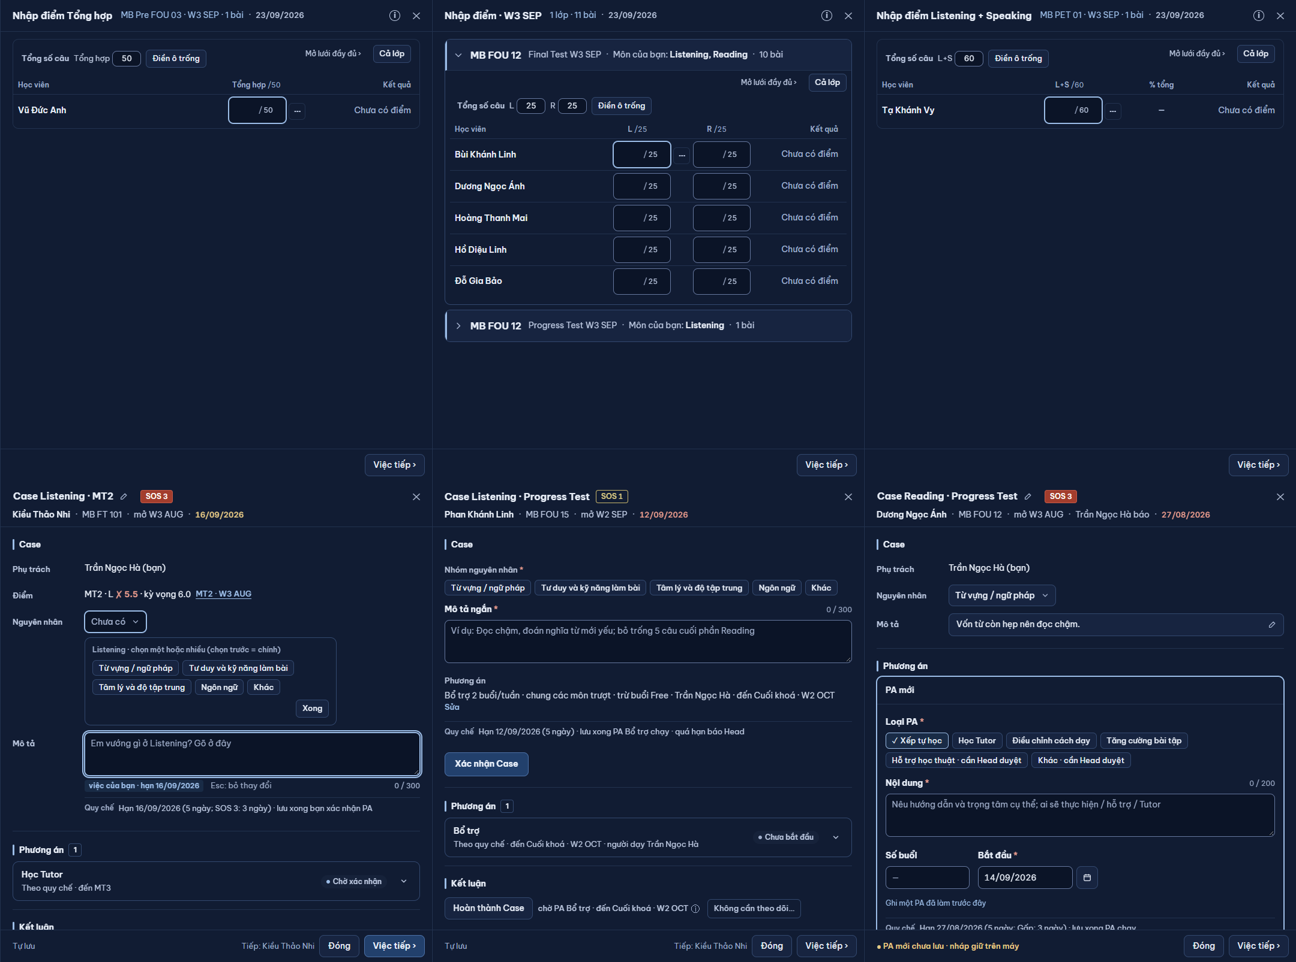 Nhập điểm Tổng hợp MB Pre FOU 03 · W3 SEP · 1 bài · 23/09/2026
Tổng số câu Tổng hợp 50 Điền ô trống Mở lưới đầy đủ › Cả lớp
Học viên Tổng hợp /50 Kết quả
Vũ Đức Anh / 50 ... Chưa có điểm
Việc tiếp ›
Nhập điểm · W3 SEP 1 lớp · 11 bài · 23/09/2026
MB FOU 12 Final Test W3 SEP · Môn của bạn: Listening, Reading · 10 bài
Mở lưới đầy đủ › Cả lớp
Tổng số câu L 25 R 25 Điền ô trống
Học viên L /25 R /25 Kết quả
Bùi Khánh Linh / 25 ... / 25 Chưa có điểm
Dương Ngọc Ánh / 25 / 25 Chưa có điểm
Hoàng Thanh Mai / 25 / 25 Chưa có điểm
Hồ Diệu Linh / 25 / 25 Chưa có điểm
Đỗ Gia Bảo / 25 / 25 Chưa có điểm
MB FOU 12 Progress Test W3 SEP · Môn của bạn: Listening · 1 bài
Việc tiếp ›
Nhập điểm Listening + Speaking MB PET 01 · W3 SEP · 1 bài · 23/09/2026
Tổng số câu L+S 60 Điền ô trống Mở lưới đầy đủ › Cả lớp
Học viên L+S /60 % tổng Kết quả
Tạ Khánh Vy / 60 ... — Chưa có điểm
Việc tiếp ›
Case Listening · MT2 SOS 3
Kiều Thảo Nhi · MB FT 101 · mở W3 AUG · 16/09/2026
Case
Phụ trách Trần Ngọc Hà (bạn)
Điểm MT2 · L ✗ 5.5 · kỳ vọng 6.0 MT2 · W3 AUG
Nguyên nhân Chưa có
Listening · chọn một hoặc nhiều (chọn trước = chính)
Từ vựng / ngữ pháp Tư duy và kỹ năng làm bài
Tâm lý và độ tập trung Ngôn ngữ Khác
Xong
Mô tả Em vướng gì ở Listening? Gõ ở đây
việc của bạn · hạn 16/09/2026 Esc: bỏ thay đổi 0 / 300
Quy chế Hạn 16/09/2026 (5 ngày; SOS 3: 3 ngày) · lưu xong bạn xác nhận PA
Phương án 1
Học Tutor
Theo quy chế · đến MT3
Chờ xác nhận
Kết luận
Tự lưu Tiếp: Kiều Thảo Nhi Đóng Việc tiếp ›
Case Listening · Progress Test SOS 1
Phan Khánh Linh · MB FOU 15 · mở W2 SEP · 12/09/2026
Case
Nhóm nguyên nhân *
Từ vựng / ngữ pháp Tư duy và kỹ năng làm bài Tâm lý và độ tập trung Ngôn ngữ Khác
Mô tả ngắn * 0 / 300
Ví dụ: Đọc chậm, đoán nghĩa từ mới yếu; bỏ trống 5 câu cuối phần Reading
Phương án
Bổ trợ 2 buổi/tuần · chung các môn trượt · trừ buổi Free · Trần Ngọc Hà · đến Cuối khoá · W2 OCT
Sửa
Quy chế Hạn 12/09/2026 (5 ngày) · lưu xong PA Bổ trợ chạy · quá hạn báo Head
Xác nhận Case
Phương án 1
Bổ trợ
Theo quy chế · đến Cuối khoá · W2 OCT · người dạy Trần Ngọc Hà
Chưa bắt đầu
Kết luận
Hoàn thành Case chờ PA Bổ trợ · đến Cuối khoá · W2 OCT Không cần theo dõi...
Tự lưu Tiếp: Kiều Thảo Nhi Đóng Việc tiếp ›
Case Reading · Progress Test SOS 3
Dương Ngọc Ánh · MB FOU 12 · mở W3 AUG · Trần Ngọc Hà báo · 27/08/2026
Case
Phụ trách Trần Ngọc Hà (bạn)
Nguyên nhân Từ vựng / ngữ pháp
Mô tả Vốn từ còn hẹp nên đọc chậm.
Phương án
PA mới
Loại PA *
✓ Xếp tự học Học Tutor Điều chỉnh cách dạy Tăng cường bài tập
Hỗ trợ học thuật · cần Head duyệt Khác · cần Head duyệt
Nội dung * 0 / 200
Nêu hướng dẫn và trọng tâm cụ thể; ai sẽ thực hiện / hỗ trợ / Tutor
Số buổi Bắt đầu *
— 14/09/2026
Ghi một PA đã làm trước đây
Quy chế Hạn 27/08/2026 (5 ngày; Gấp: 3 ngày) · lưu xong PA chạy
PA mới chưa lưu · nháp giữ trên máy Đóng Việc tiếp ›